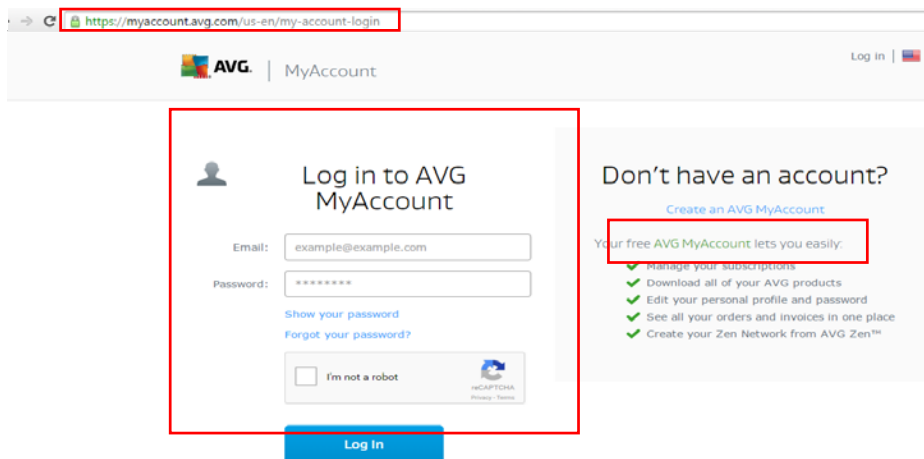 https://myaccount.avg.com/us-en/my-account-login
AVG. | MyAccount
Log in |
Log in to AVG
MyAccount
Email: example@example.com
Password: ********
Show your password
Forgot your password?
I'm not a robot
reCAPTCHA
Privacy - Terms
Log In
Don't have an account?
Create an AVG MyAccount
Your free AVG MyAccount lets you easily:
Manage your subscriptions
Download all of your AVG products
Edit your personal profile and password
See all your orders and invoices in one place
Create your Zen Network from AVG Zen™